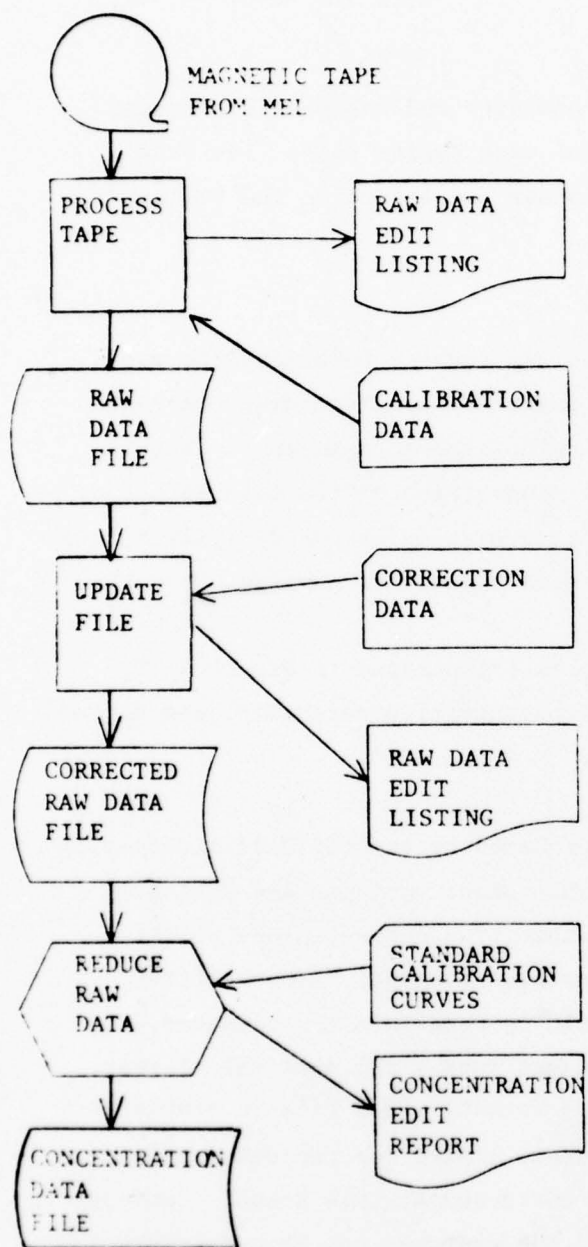 MAGNETIC TAPE
FROM MEL
PROCESS
TAPE
RAW DATA
EDIT
LISTING
RAW
DATA
FILE
CALIBRATION
DATA
UPDATE
FILE
CORRECTION
DATA
CORRECTED
RAW DATA
FILE
RAW DATA
EDIT
LISTING
REDUCE
RAW
DATA
STANDARD
CALIBRATION
CURVES
CONCENTRATION
EDIT
REPORT
CONCENTRATION
DATA
FILE